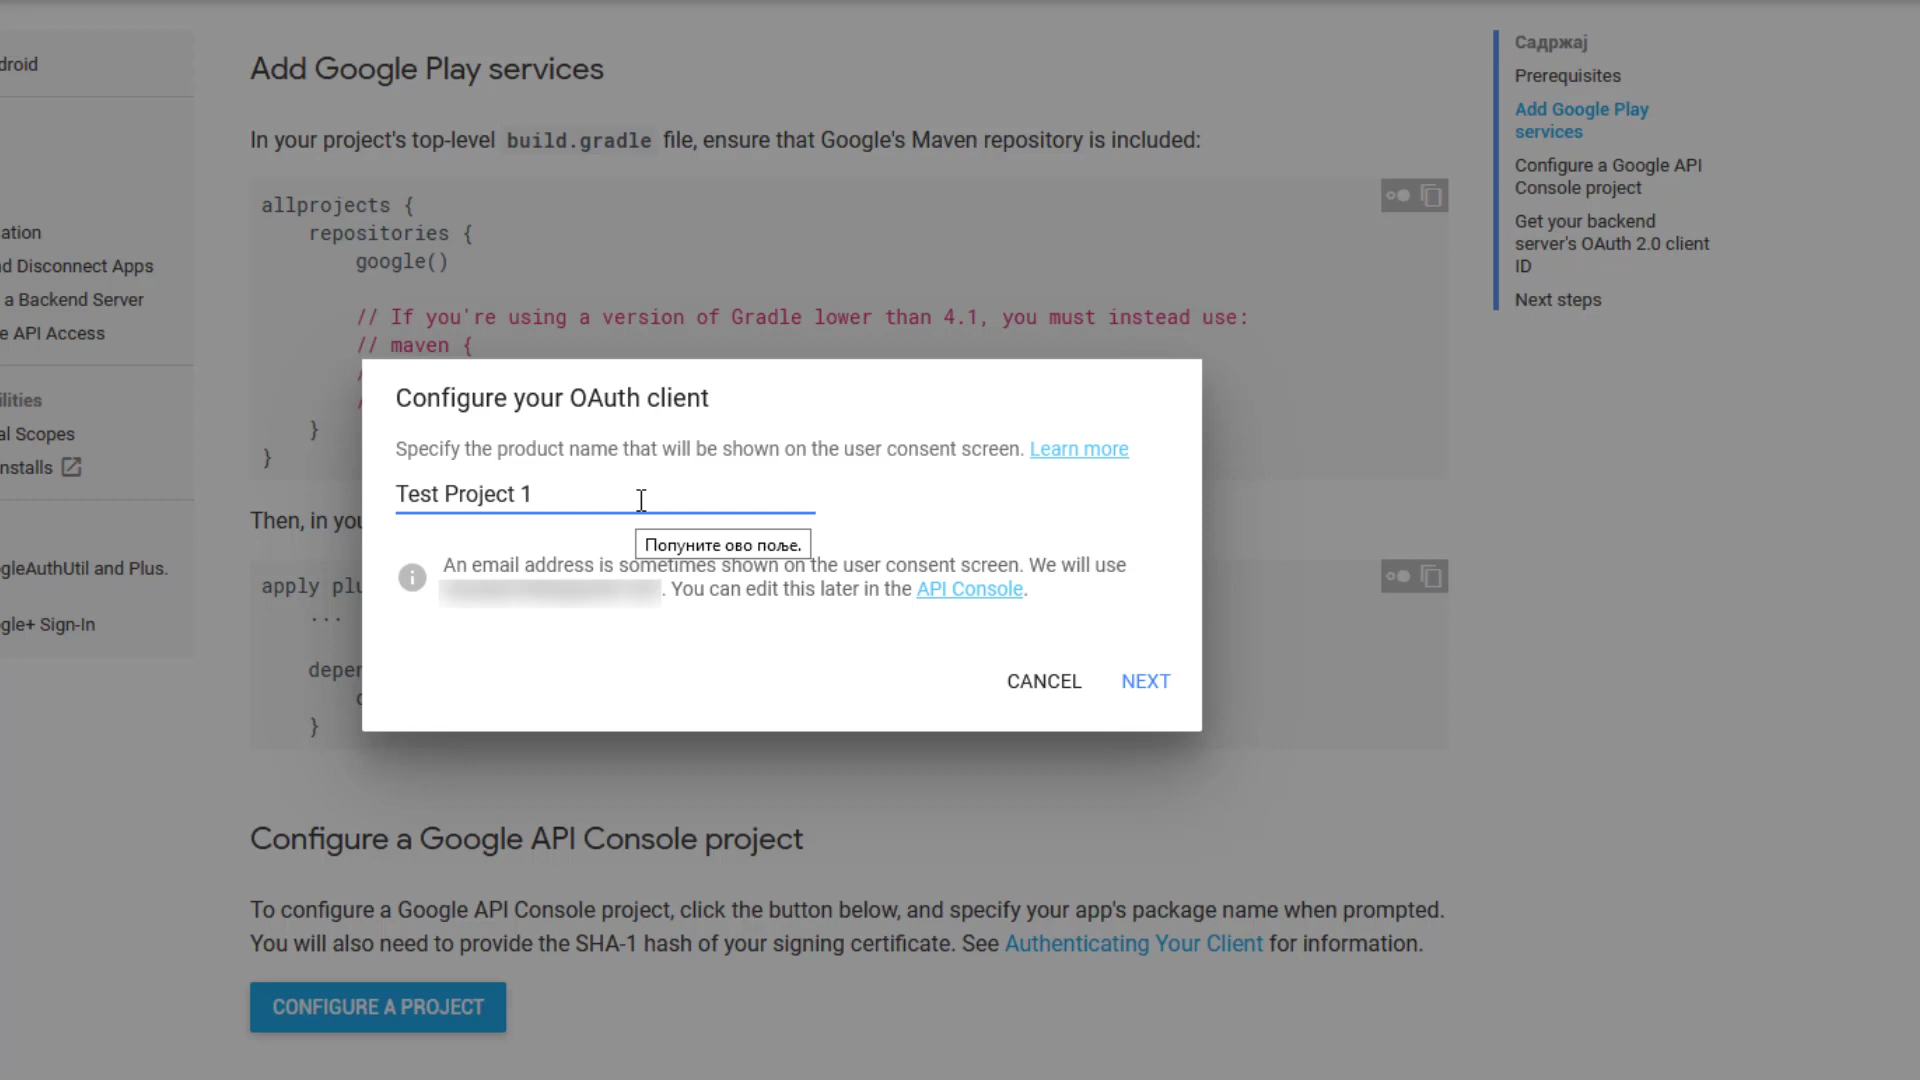 droid
ation
nd Disconnect Apps
a Backend Server
e API Access
ilities
al Scopes
nstalls
gleAuthUtil and Plus.
gle+ Sign-In
Add Google Play services
In your project's top-level build.gradle file, ensure that Google's Maven repository is included:
allprojects {
repositories {
google()
// If you're using a version of Gradle lower than 4.1, you must instead use:
// maven {
}
}
Then, in you
apply plu
...
deper
}
Configure your OAuth client
Specify the product name that will be shown on the user consent screen. Learn more
Test Project 1
Попуните ово поље.
An email address is sometimes shown on the user consent screen. We will use
. You can edit this later in the API Console.
CANCEL NEXT
Configure a Google API Console project
To configure a Google API Console project, click the button below, and specify your app's package name when prompted.
You will also need to provide the SHA-1 hash of your signing certificate. See Authenticating Your Client for information.
CONFIGURE A PROJECT
Садржај
Prerequisites
Add Google Play
services
Configure a Google API
Console project
Get your backend
server's OAuth 2.0 client
ID
Next steps